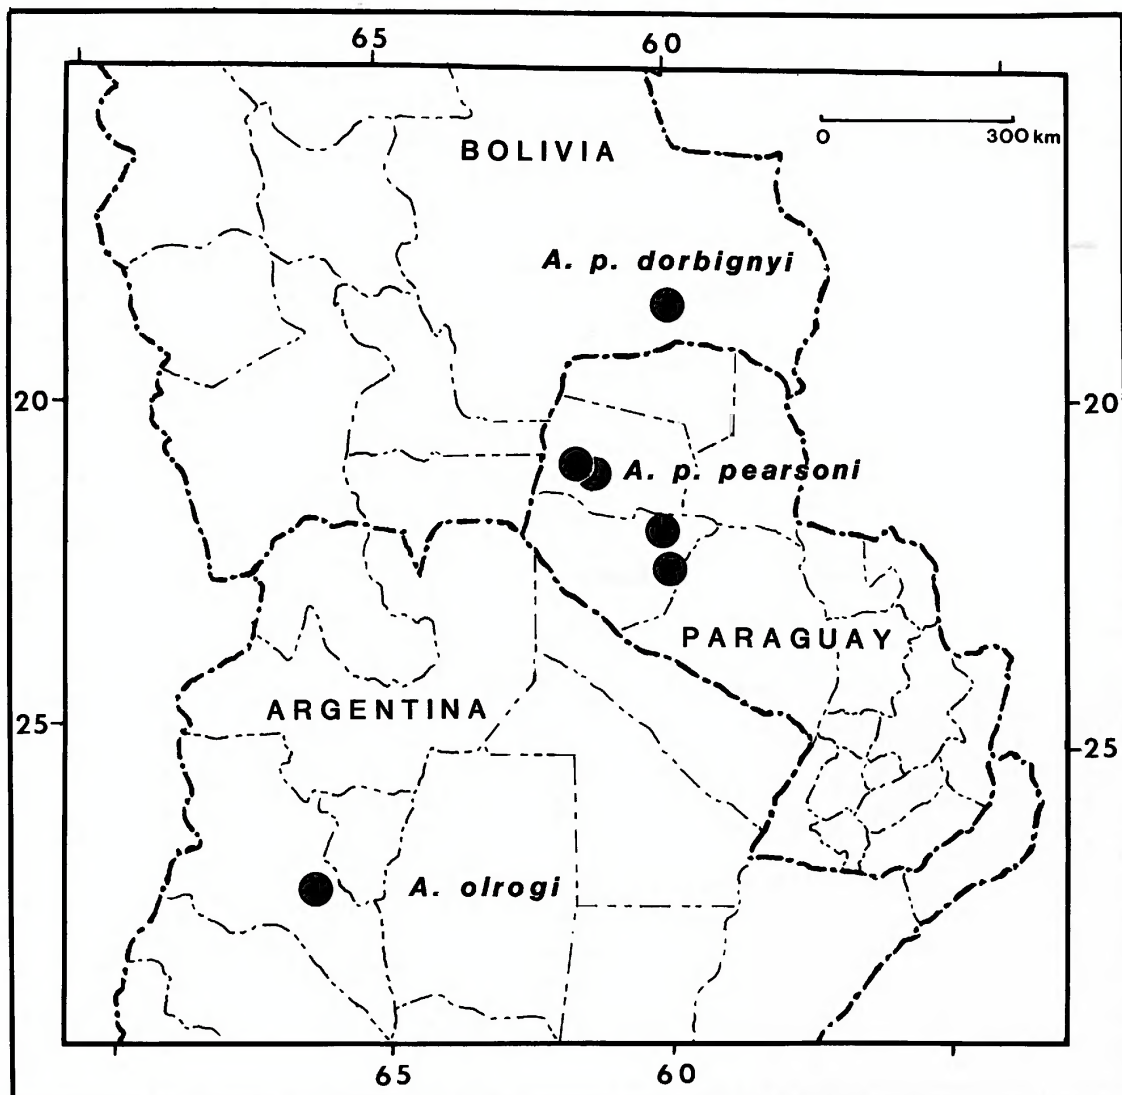 65 60
0 300 km
BOLIVIA
A. p. dorbignyi
20 20
A. p. pearsoni
PARAGUAY
ARGENTINA
25 25
A. olrogi
65 60